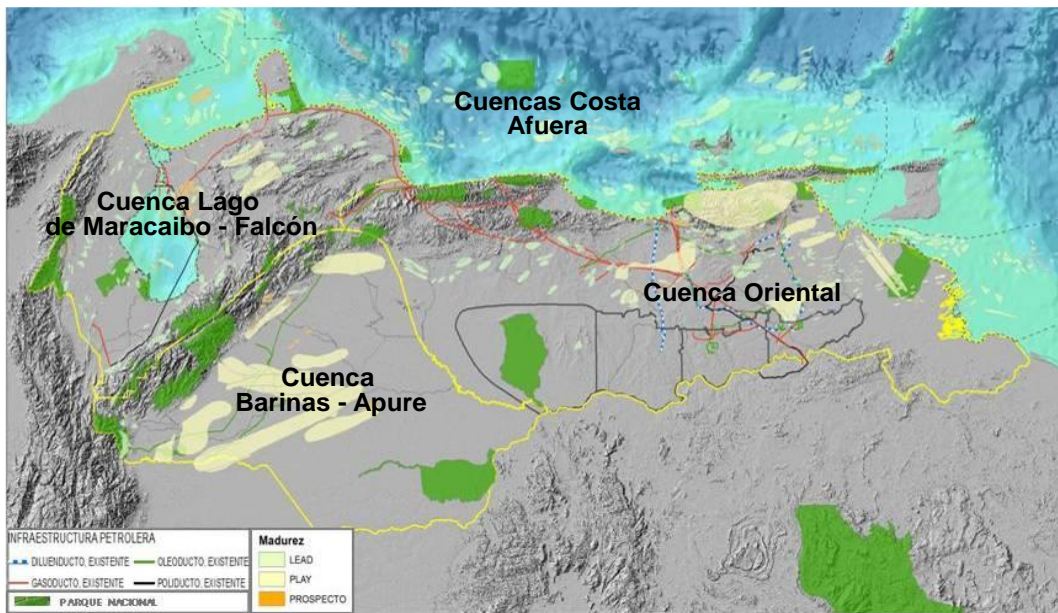 Cuencas Costa
Afuera
Cuenca Lago
de Maracaibo - Falcón
Cuenca Oriental
Cuenca
Barinas - Apure
INFRAESTRUCTURA PETROLERA
DILUENDUCTO, EXISTENTE
OLEODUCTO, EXISTENTE
GASODUCTO, EXISTENTE
POLIDUCTO, EXISTENTE
PARQUE NACIONAL
Madurez
LEAD
PLAY
PROSPECTO